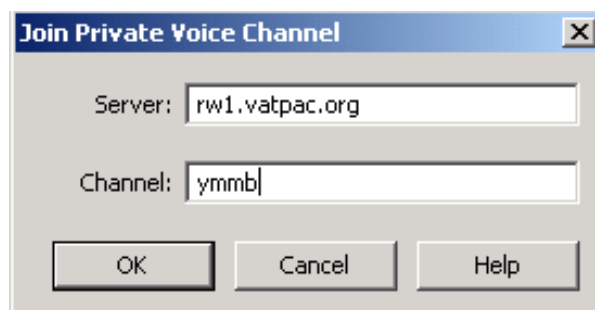 Join Private Voice Channel
Server: rw1.vatpac.org
Channel: ymmb
OK Cancel Help